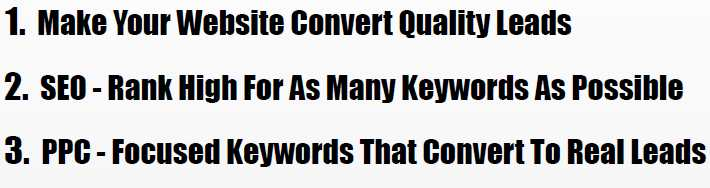 1. Make Your Website Convert Quality Leads
2. SEO - Rank High For As Many Keywords As Possible
3. PPC - Focused Keywords That Convert To Real Leads